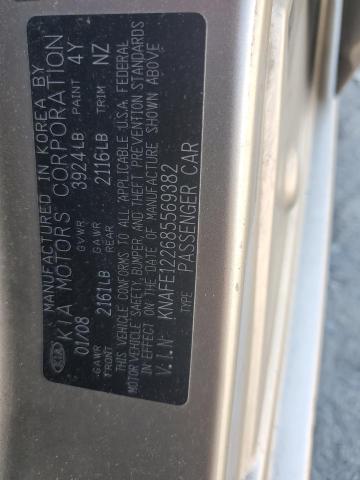 MANUFACTURED IN KOREA BY
KIA KIA MOTORS CORPORATION
01/08 GVWR 3924LB PAINT 4Y
GAWR FRONT 2161LB GAWR REAR 2116LB TRIM NZ
THIS VEHICLE CONFORMS TO ALL APPLICABLE U.S.A. FEDERAL
MOTOR VEHICLE SAFETY, BUMPER, AND THEFT PREVENTION STANDARDS
IN EFFECT ON THE DATE OF MANUFACTURE SHOWN ABOVE
V.I.N: KNAFE122685569382
TYPE: PASSENGER CAR